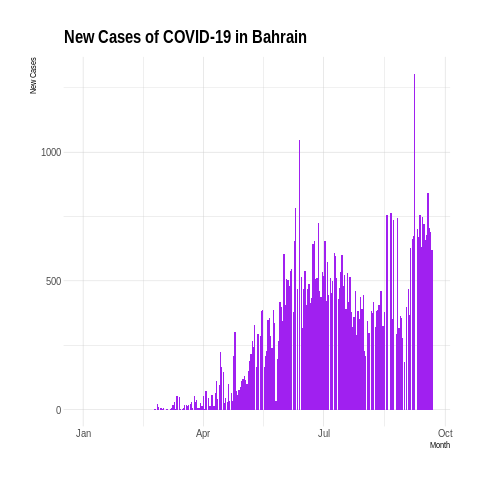 New Cases of COVID-19 in Bahrain
New Cases
1000
500
0
Jan
Apr
Jul
Oct
Month